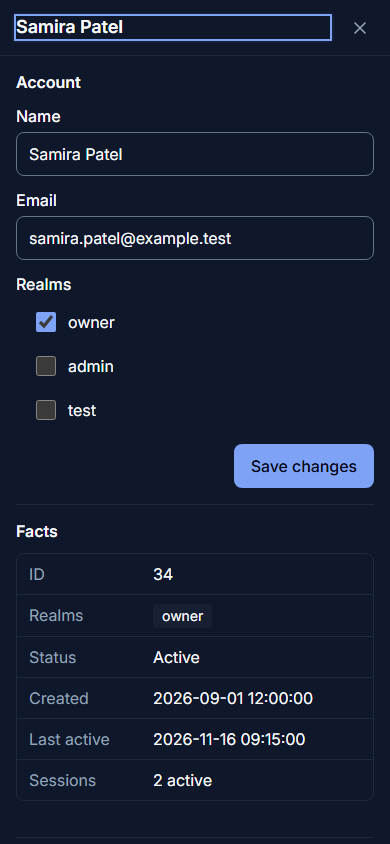 Samira Patel
Account
Name
Samira Patel
Email
samira.patel@example.test
Realms
owner
admin
test
Save changes
Facts
ID 34
Realms owner
Status Active
Created 2026-09-01 12:00:00
Last active 2026-11-16 09:15:00
Sessions 2 active